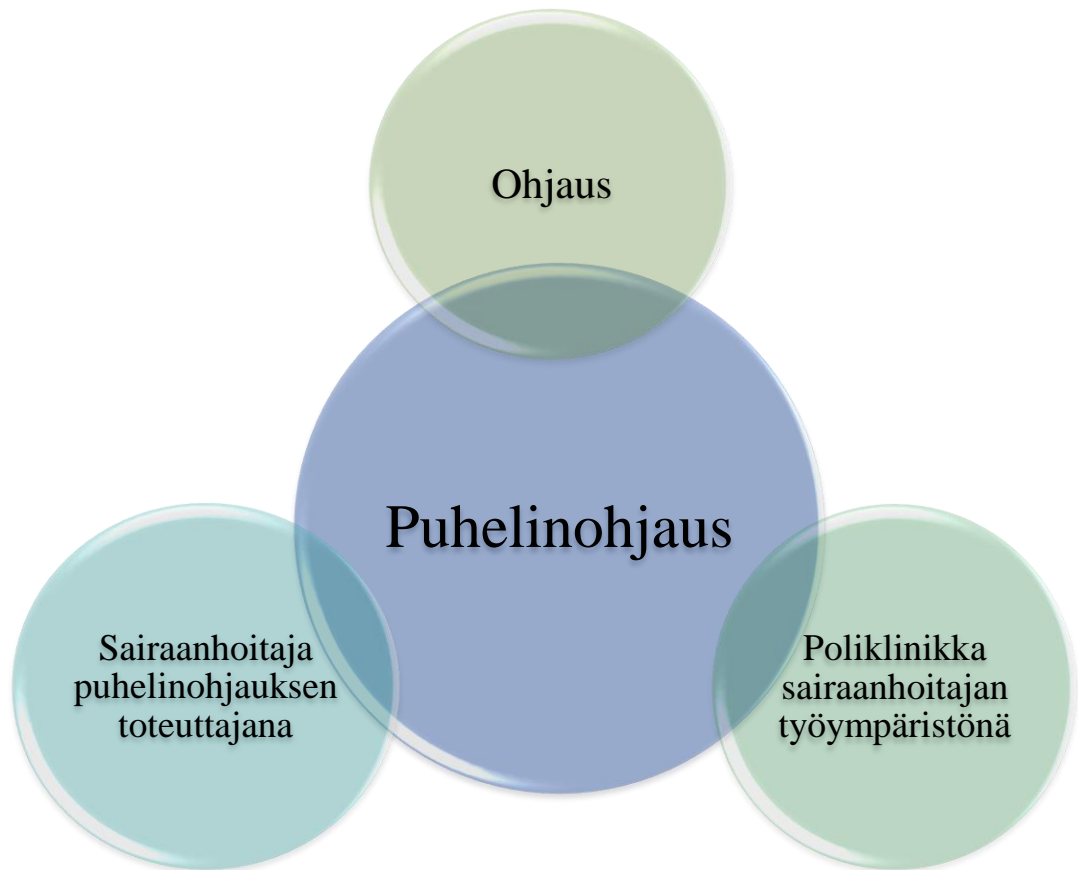 Ohjaus
Puhelinohjaus
Sairaanhoitaja
puhelinohjauksen
toteuttajana
Poliklinikka
sairaanhoitajan
työympäristönä